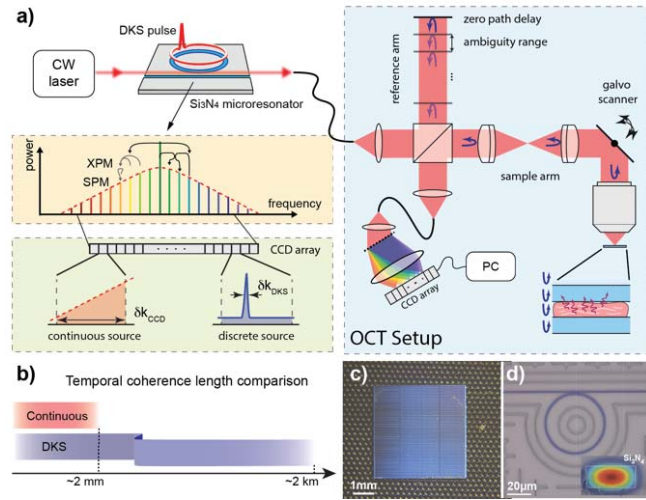 a)
DKS pulse
CW
laser
Si3N4 microresonator
power
XPM
SPM
frequency
CCD array
δkCCD
continuous source
δkDKS
discrete source
zero path delay
ambiguity range
reference arm
galvo
scanner
sample arm
CCD array
PC
OCT Setup
b)
Temporal coherence length comparison
Continuous
DKS
~2 mm
~2 km
c)
1mm
d)
Si3N4
20μm